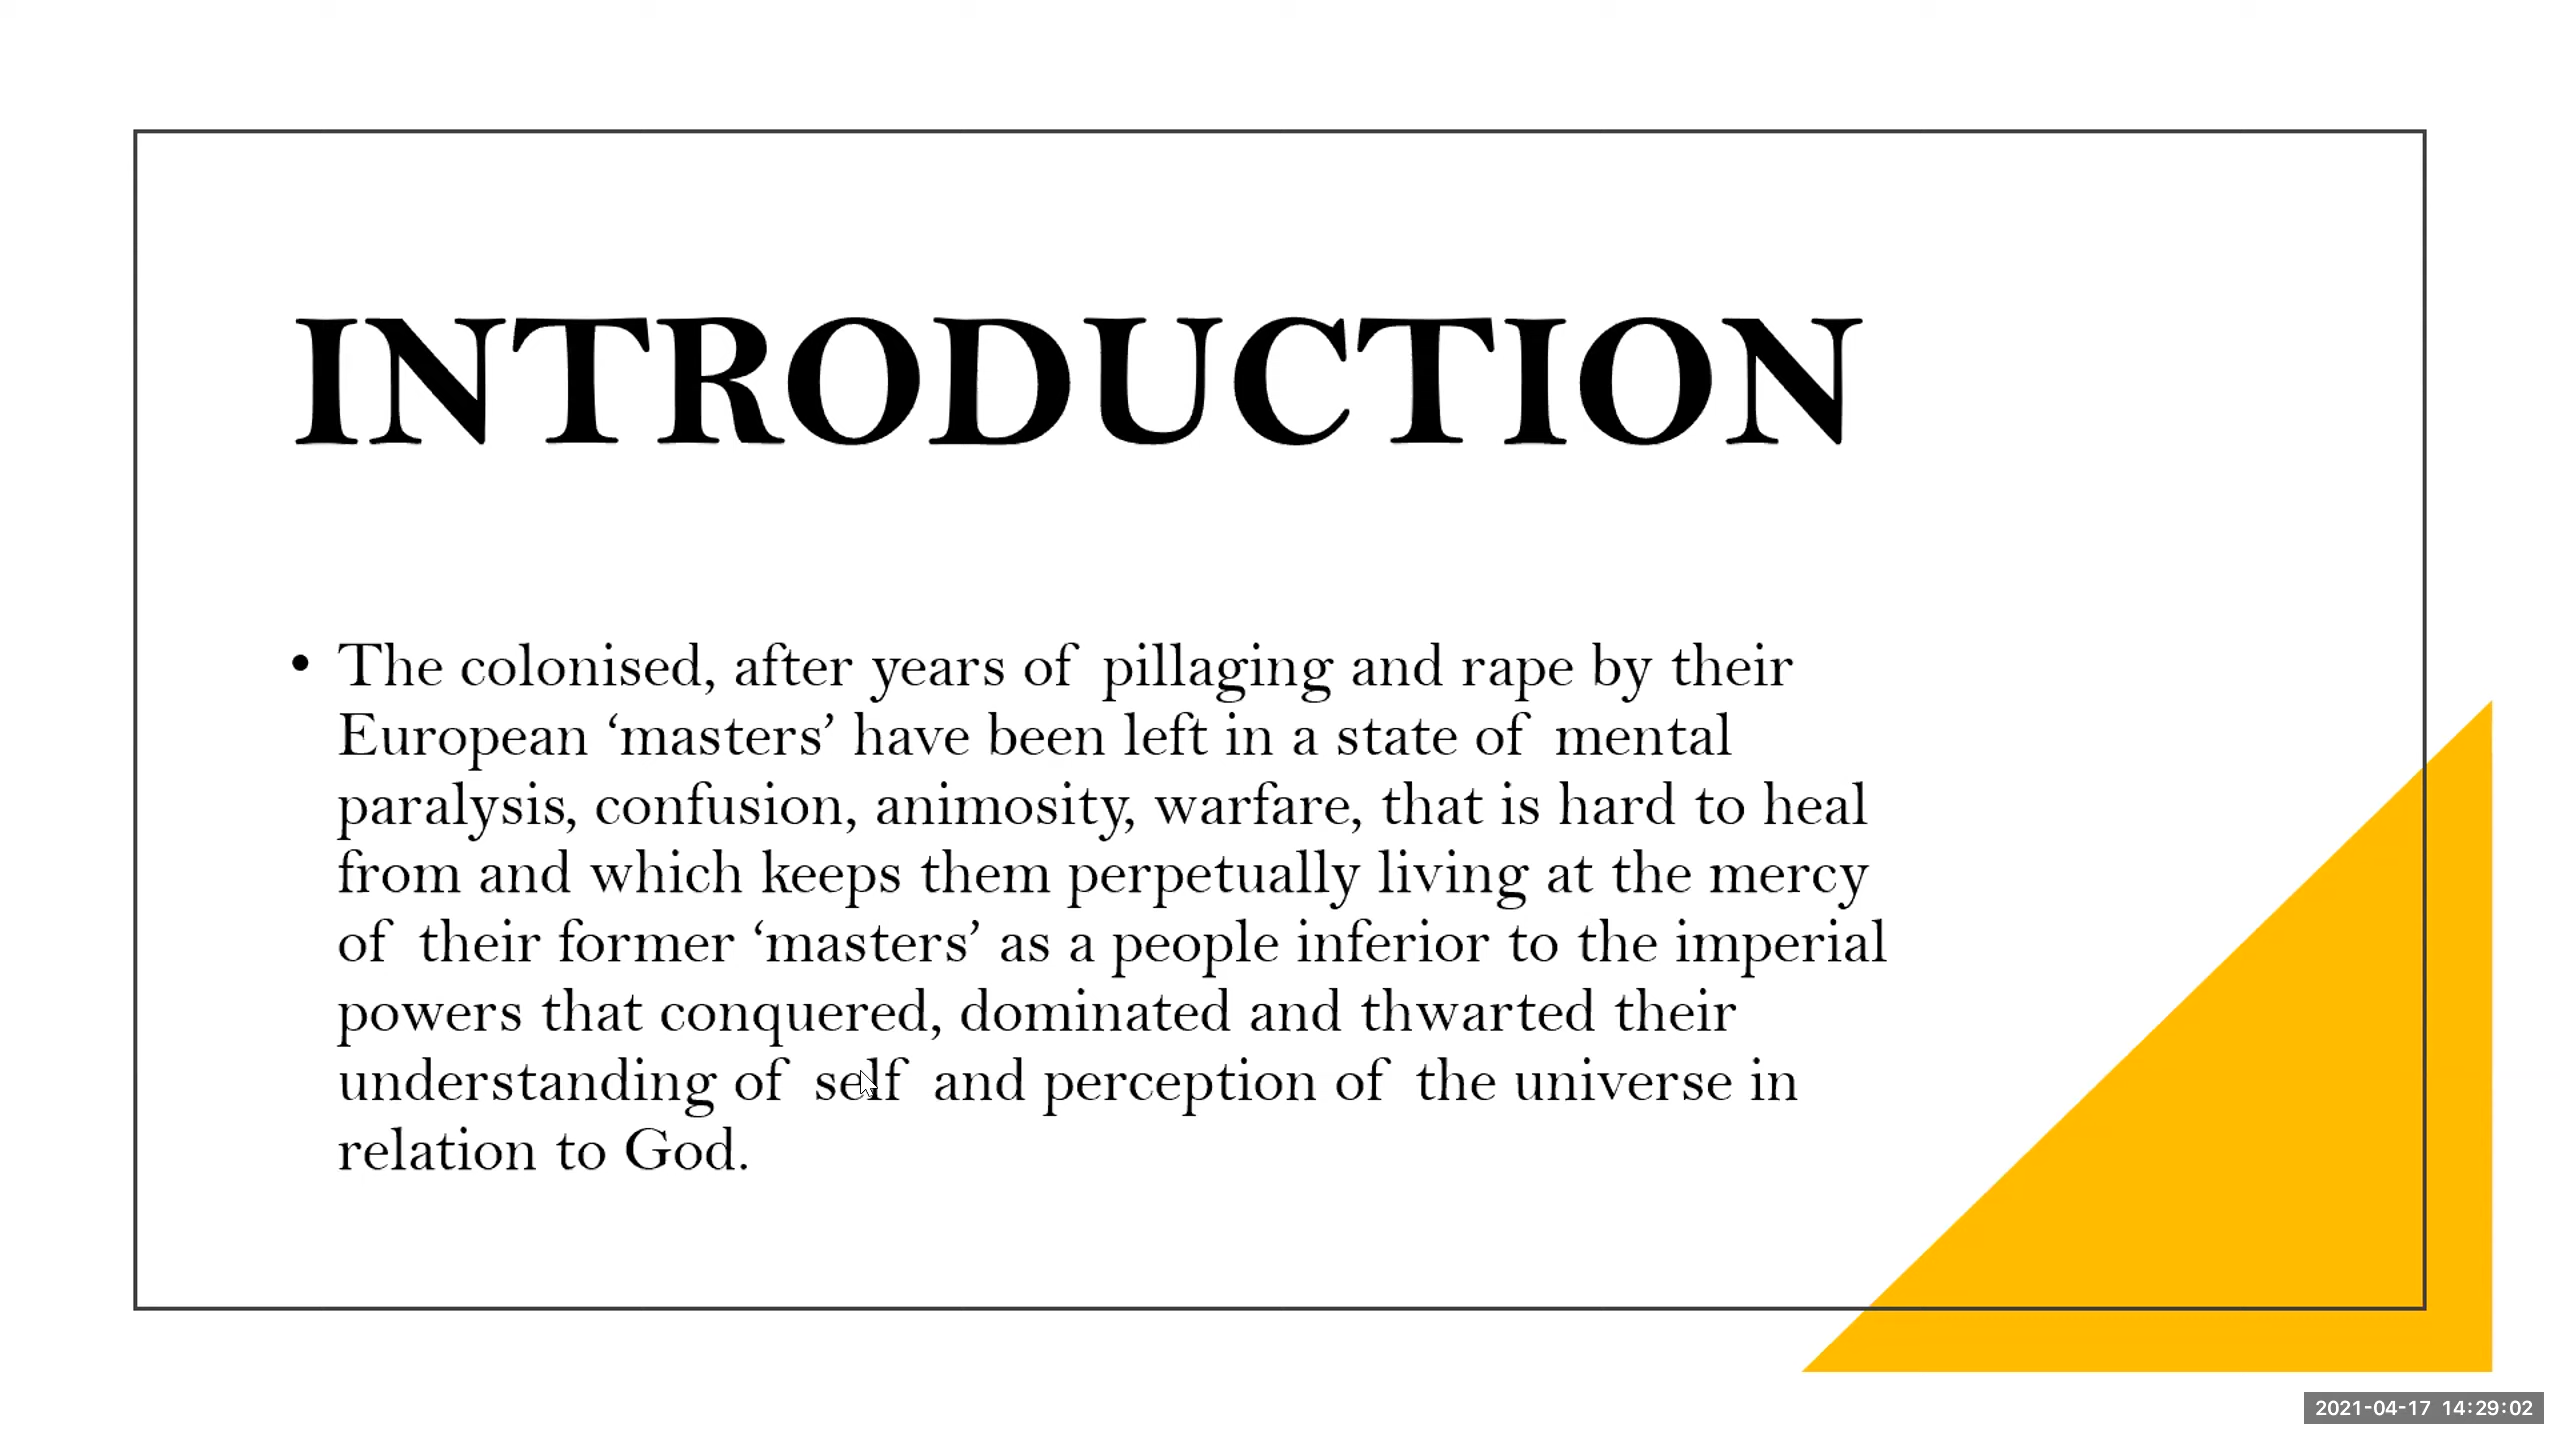 INTRODUCTION
• The colonised, after years of pillaging and rape by their
European ‘masters’ have been left in a state of mental
paralysis, confusion, animosity, warfare, that is hard to heal
from and which keeps them perpetually living at the mercy
of their former ‘masters’ as a people inferior to the imperial
powers that conquered, dominated and thwarted their
understanding of self and perception of the universe in
relation to God.
2021-04-17 14:29:02